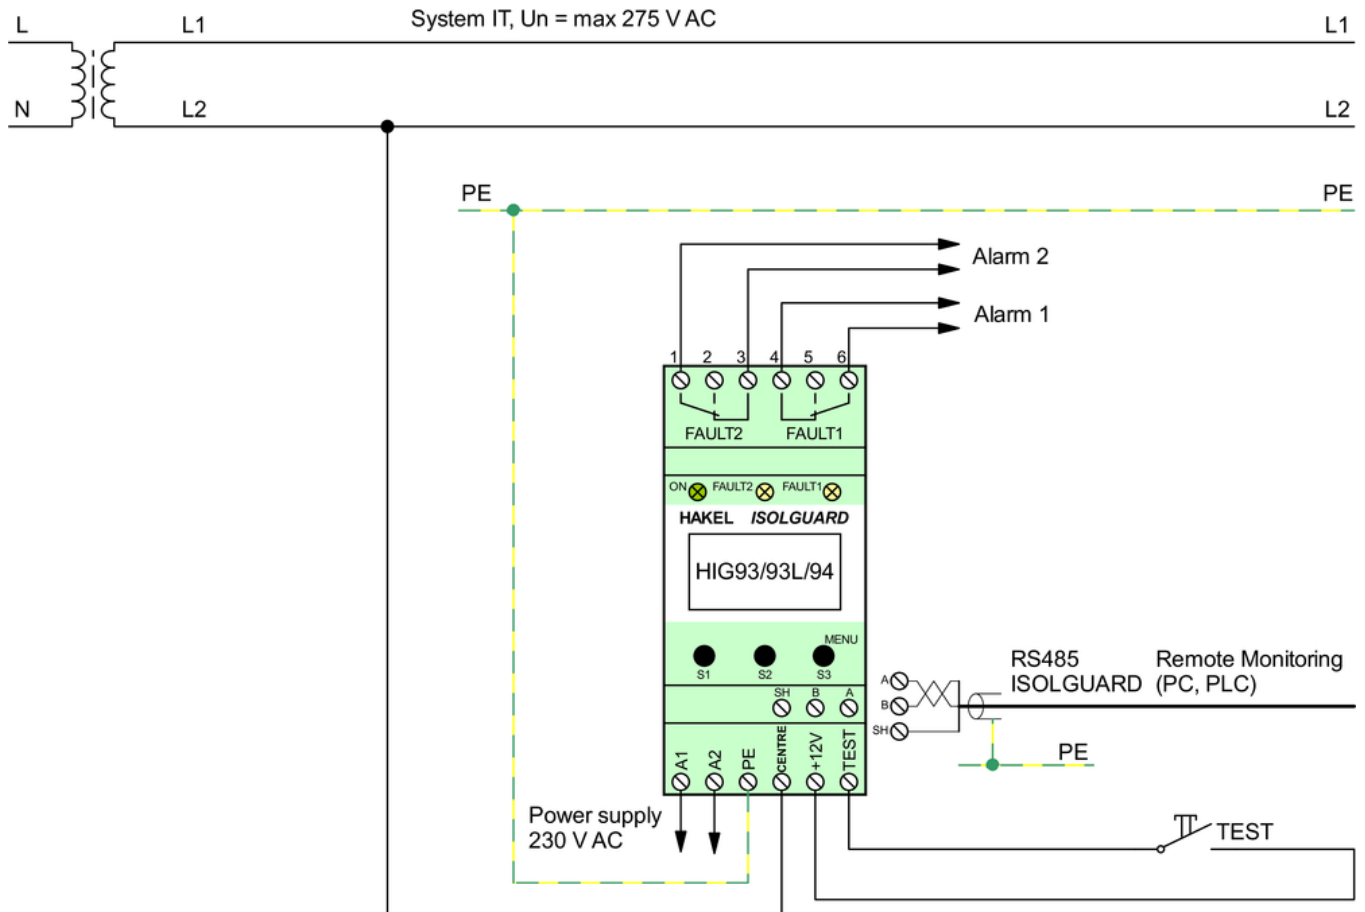 L L1 System IT, Un = max 275 V AC L1
N L2 L2
PE PE
Alarm 2
Alarm 1
1 2 3 4 5 6
FAULT2 FAULT1
ON FAULT2 FAULT1
HAKEL ISOLGUARD
HIG93/93L/94
MENU
S1 S2 S3
SH B A
A
B
SH
RS485
ISOLGUARD
Remote Monitoring
(PC, PLC)
PE
A1 A2 PE CENTRE +12V TEST
Power supply
230 V AC
TEST